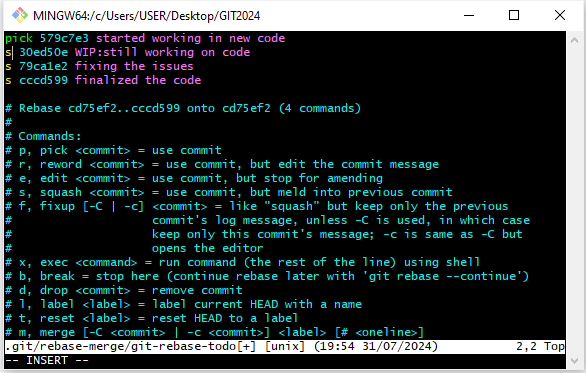 MINGW64:/c/Users/USER/Desktop/GIT2024
pick 579c7e3 started working in new code
s 30ed50e WIP:still working on code
s 79ca1e2 fixing the issues
s cccd599 finalized the code
# Rebase cd75ef2..cccd599 onto cd75ef2 (4 commands)
#
# Commands:
# p, pick <commit> = use commit
# r, reword <commit> = use commit, but edit the commit message
# e, edit <commit> = use commit, but stop for amending
# s, squash <commit> = use commit, but meld into previous commit
# f, fixup [-C | -c] <commit> = like "squash" but keep only the previous
#                    commit's log message, unless -C is used, in which case
#                    keep only this commit's message; -c is same as -C but
#                    opens the editor
# x, exec <command> = run command (the rest of the line) using shell
# b, break = stop here (continue rebase later with 'git rebase --continue')
# d, drop <commit> = remove commit
# l, label <label> = label current HEAD with a name
# t, reset <label> = reset HEAD to a label
# m, merge [-C <commit> | -c <commit>] <label> [# <oneline>]
.git/rebase-merge/git-rebase-todo[+] [unix] (19:54 31/07/2024) 2,2 Top
-- INSERT --